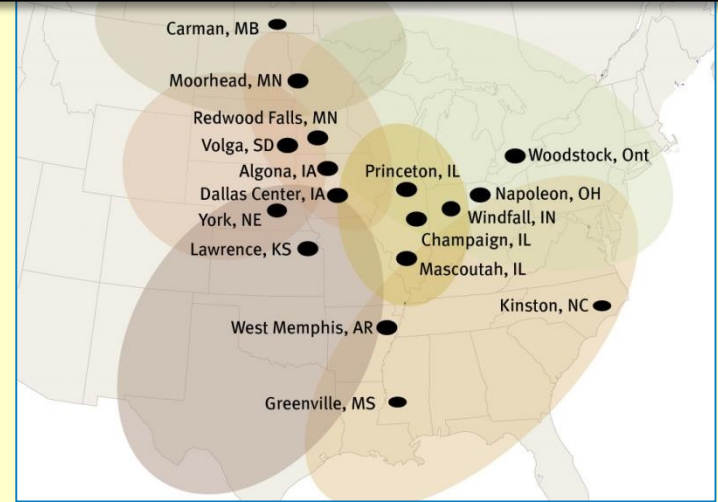 Carman, MB
Moorhead, MN
Redwood Falls, MN
Volga, SD
Algona, IA
Dallas Center, IA
York, NE
Lawrence, KS
Princeton, IL
Woodstock, Ont
Napoleon, OH
Windfall, IN
Champaign, IL
Mascoutah, IL
Kinston, NC
West Memphis, AR
Greenville, MS